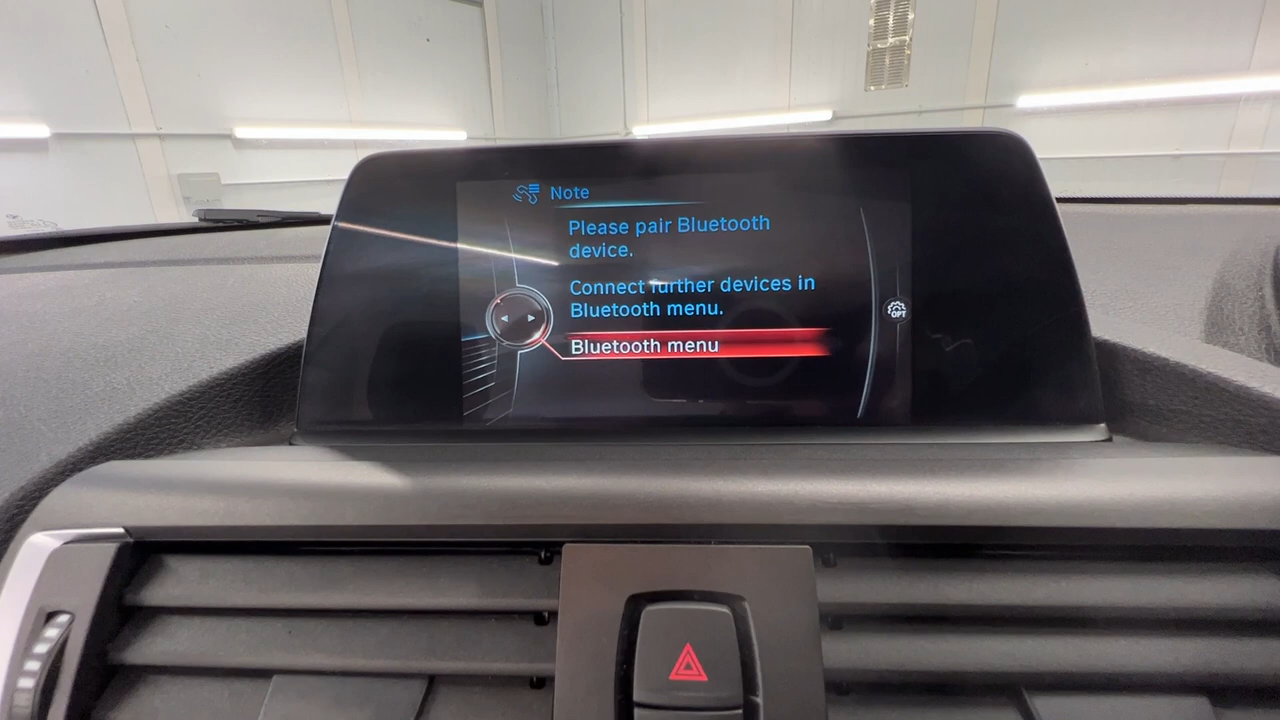 Note
Please pair Bluetooth
device.
Connect further devices in
Bluetooth menu.
Bluetooth menu
OPT